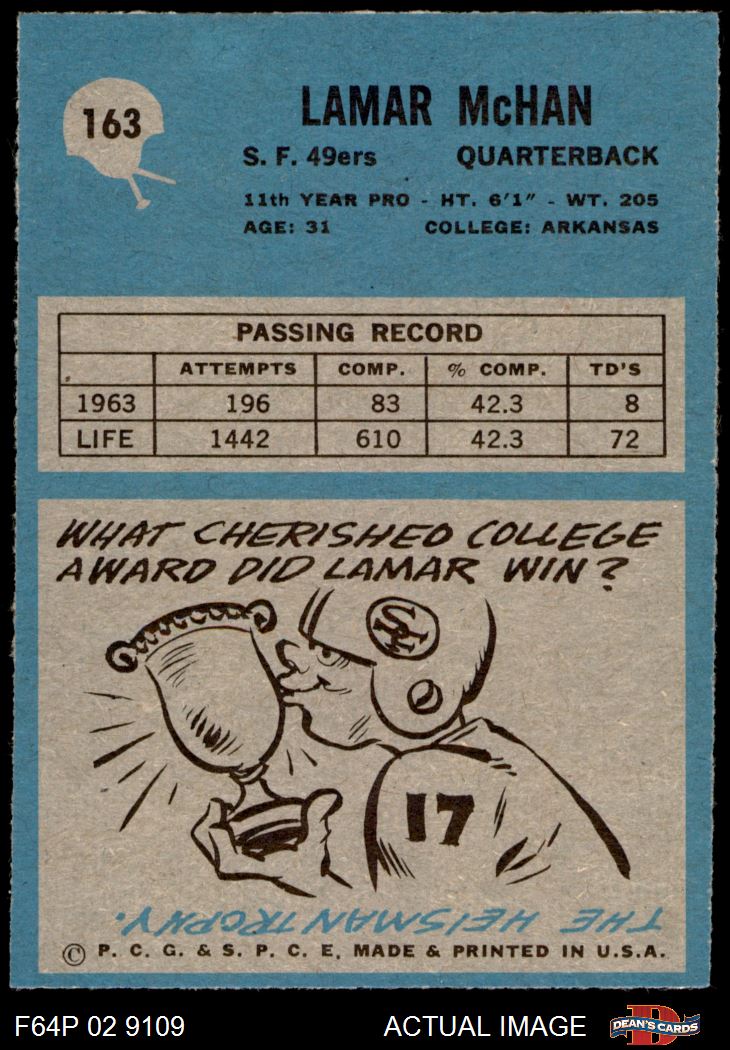 163
LAMAR McHAN
S. F. 49ers QUARTERBACK
11th YEAR PRO - HT. 6'1" - WT. 205
AGE: 31 COLLEGE: ARKANSAS
PASSING RECORD
ATTEMPTS COMP. % COMP. TD'S
1963 196 83 42.3 8
LIFE 1442 610 42.3 72
WHAT CHERISHED COLLEGE
AWARD DID LAMAR WIN?
SF
17
THE HEISMAN TROPHY.
© P. C. G. & S. P. C. E. MADE & PRINTED IN U.S.A.
F64P 02 9109 ACTUAL IMAGE DEAN'S CARDS